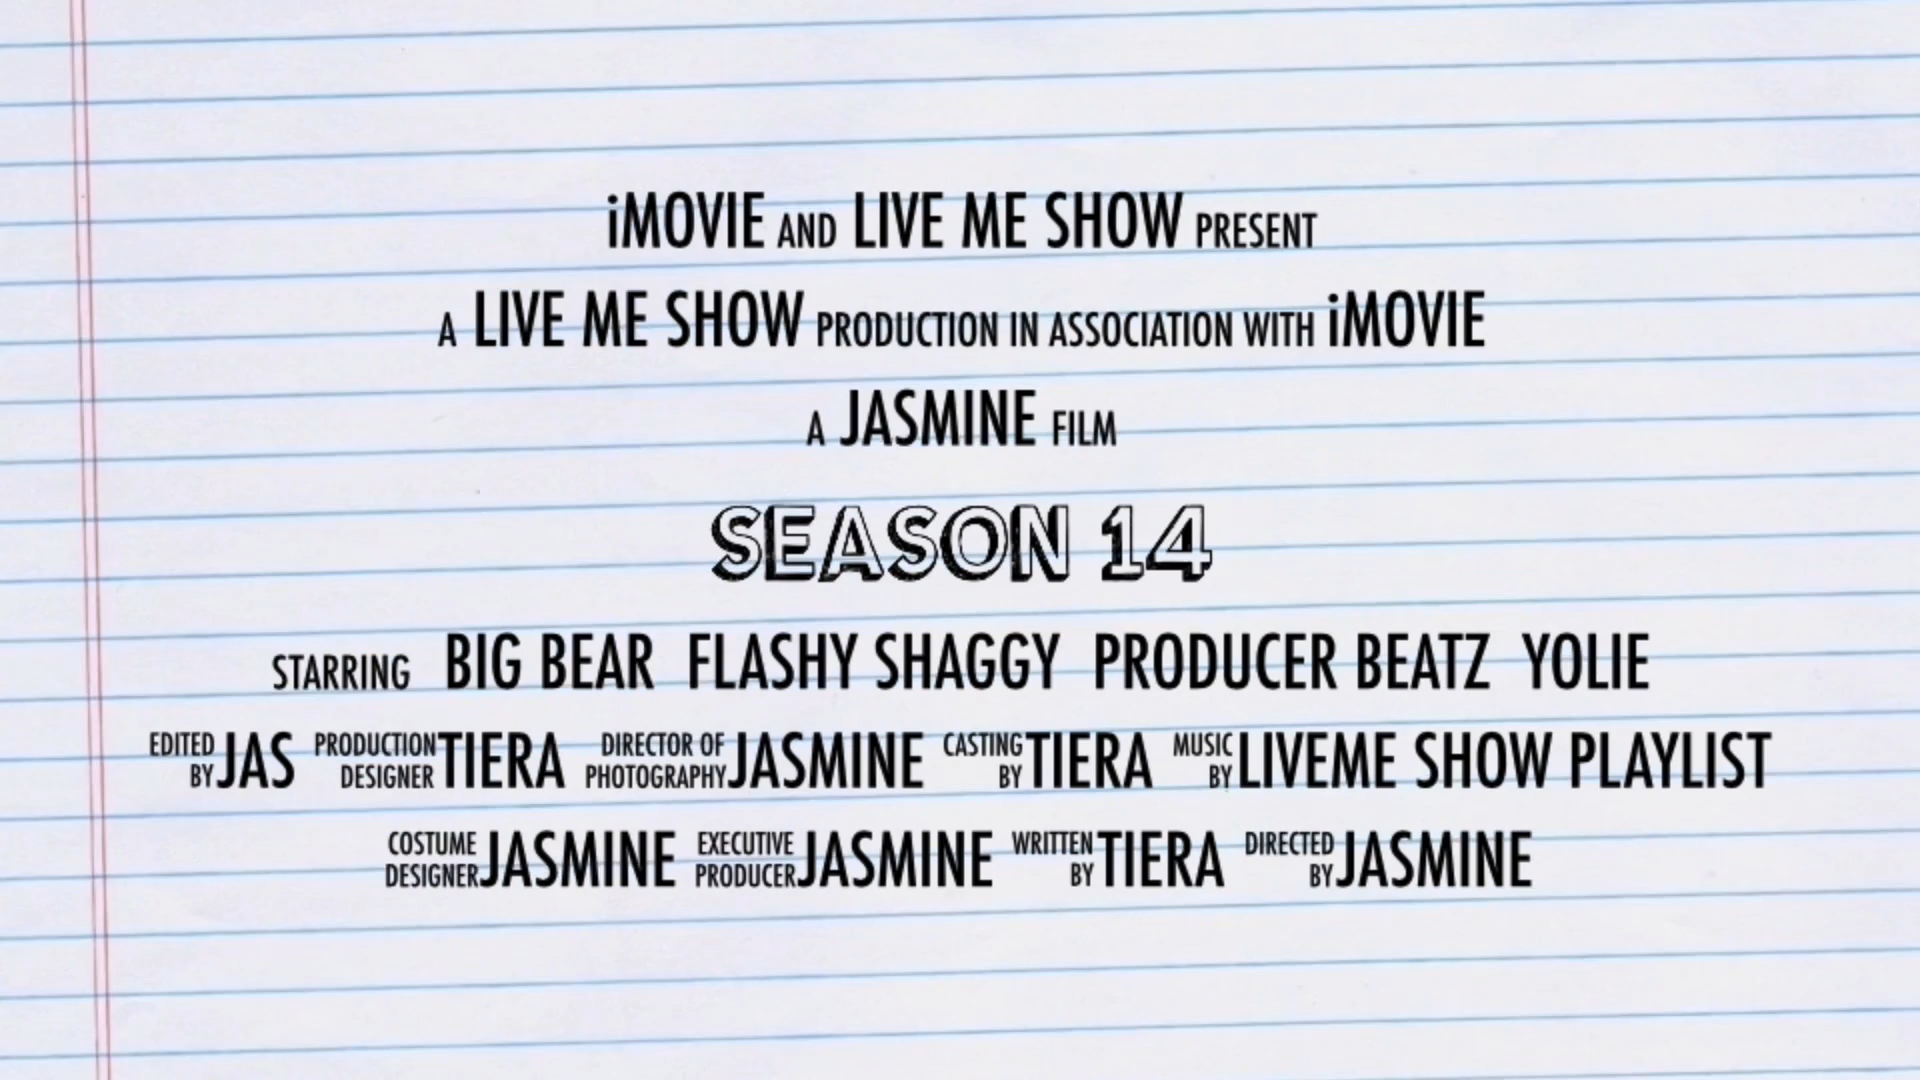 iMOVIE AND LIVE ME SHOW PRESENT
A LIVE ME SHOW PRODUCTION IN ASSOCIATION WITH iMOVIE
A JASMINE FILM
SEASON 14
STARRING BIG BEAR FLASHY SHAGGY PRODUCER BEATZ YOLIE
EDITED BY JAS PRODUCTION DESIGNER TIERA DIRECTOR OF PHOTOGRAPHY JASMINE CASTING BY TIERA MUSIC BY LIVEME SHOW PLAYLIST
COSTUME DESIGNER JASMINE EXECUTIVE PRODUCER JASMINE WRITTEN BY TIERA DIRECTED BY JASMINE